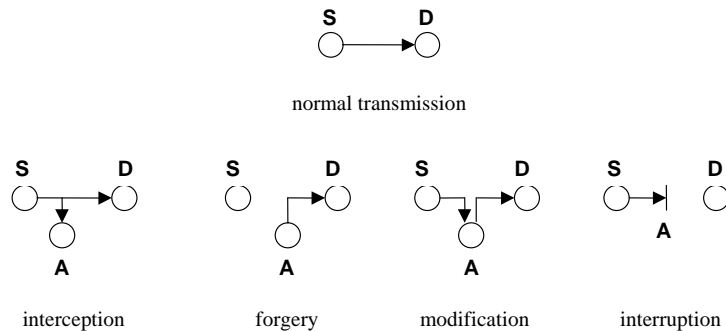 S D
normal transmission
S D S D S D S D
A A A A
interception forgery modification interruption